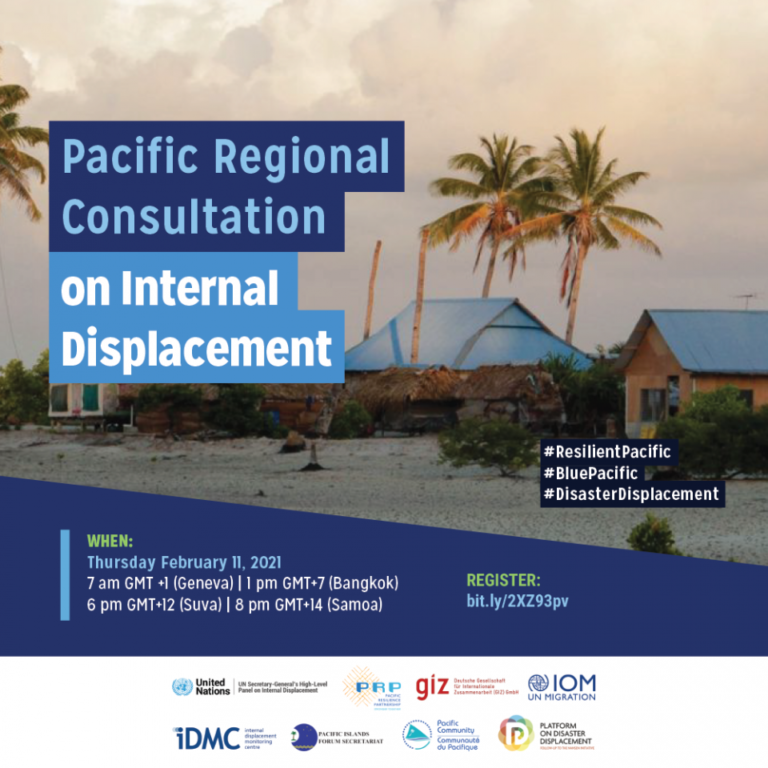 Pacific Regional
Consultation
on Internal
Displacement
#ResilientPacific
#BluePacific
#DisasterDisplacement
WHEN:
Thursday February 11, 2021
7 am GMT +1 (Geneva) | 1 pm GMT+7 (Bangkok)
6 pm GMT+12 (Suva) | 8 pm GMT+14 (Samoa)
REGISTER:
bit.ly/2XZ93pv
United
Nations
UN Secretary-General's High-Level
Panel on Internal Displacement
PRP
PACIFIC
RESILIENCE
PARTNERSHIP
giz
Deutsche Gesellschaft
für Internationale
Zusammenarbeit (GIZ) GmbH
IOM
UN MIGRATION
iDMC
internal
displacement
monitoring
centre
PACIFIC ISLANDS
FORUM SECRETARIAT
Pacific
Community
Communauté
du Pacifique
PLATFORM
ON DISASTER
DISPLACEMENT